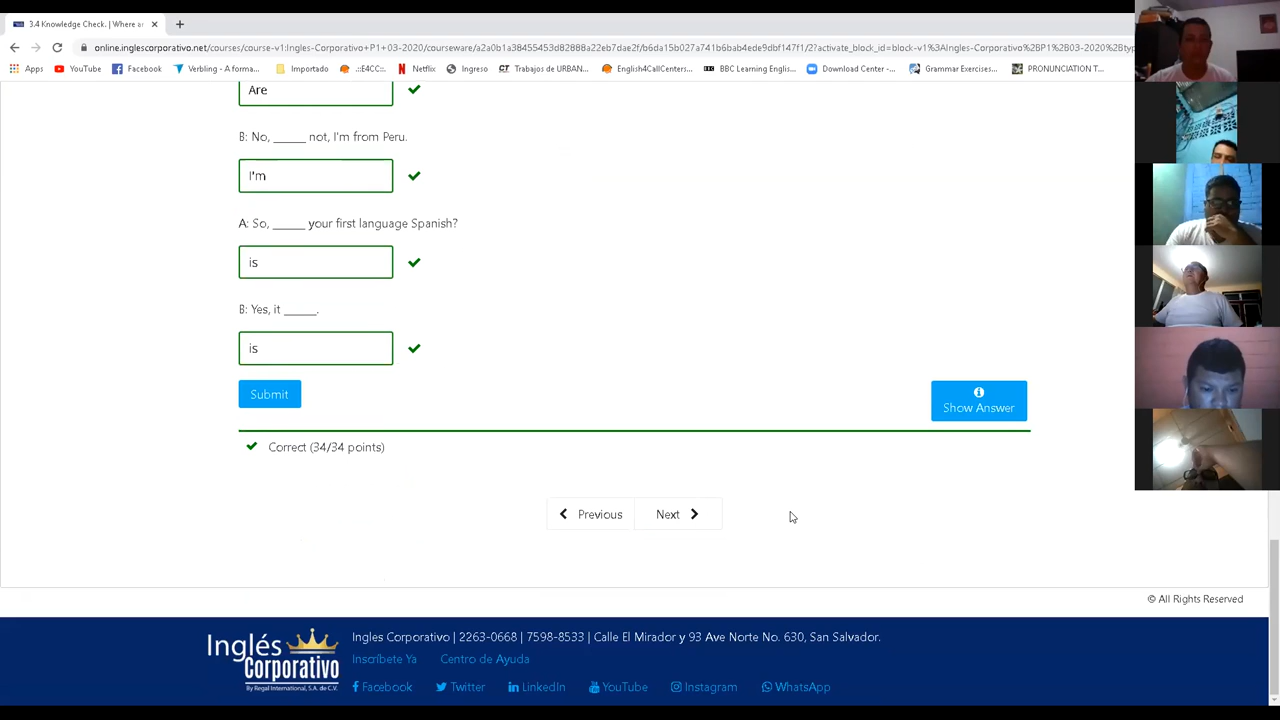 3.4 Knowledge Check. | Where a
online.inglescorporativo.net/courses/course-v1:Ingles-Corporativo+P1+03-2020/courseware/a2a0b1a38455453d82888a22eb7dae2f/b6da15b027a741b6bab4ede9dbf147f1/2?activate_block_id=block-v1%3AIngles-Corporativo%2BP1%2B03-2020%2Bty
Apps YouTube Facebook Verbling - A forma... Importado .::E4CC::. Netflix Ingreso Trabajos de URBAN... English4CallCenters... BBC Learning Englis... Download Center -... Grammar Exercises... PRONUNCIATION T...
Are
B: No, _____ not, I'm from Peru.
I'm
A: So, _____ your first language Spanish?
is
B: Yes, it _____.
is
Submit
Show Answer
Correct (34/34 points)
Previous Next
© All Rights Reserved
Inglés Corporativo
By Regal International, S.A. de C.V.
Ingles Corporativo | 2263-0668 | 7598-8533 | Calle El Mirador y 93 Ave Norte No. 630, San Salvador.
Inscríbete Ya Centro de Ayuda
Facebook Twitter LinkedIn YouTube Instagram WhatsApp